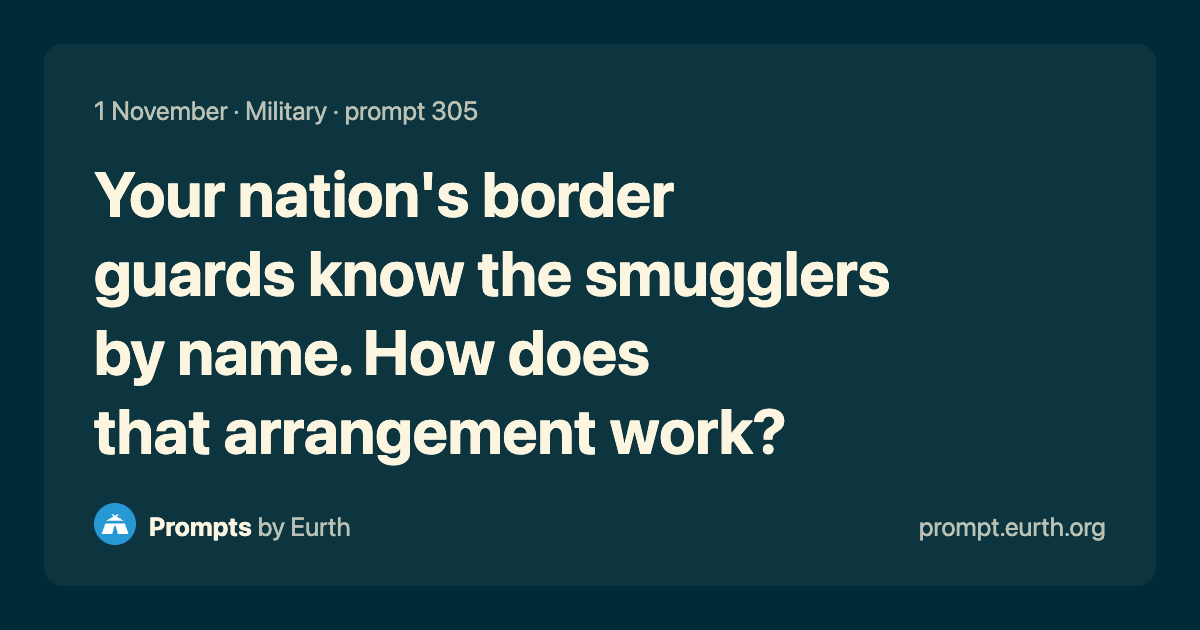 1 November · Military · prompt 305
Your nation's border
guards know the smugglers
by name. How does
that arrangement work?
Prompts by Eurth
prompt.eurth.org